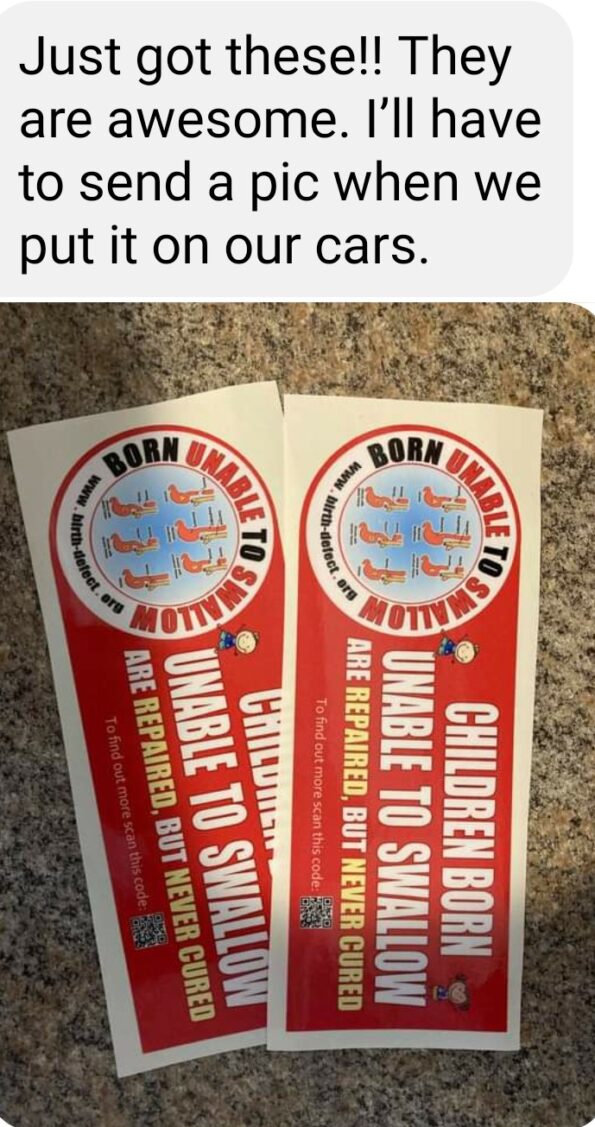 Just got these!! They
are awesome. I’ll have
to send a pic when we
put it on our cars.
BORN UNABLE TO SWALLOW
www.birth-defect.org
CHILDREN
UNABLE TO SWALLOW
ARE REPAIRED, BUT NEVER CURED
To find out more scan this code:
BORN UNABLE TO SWALLOW
www.birth-defect.org
CHILDREN BORN
UNABLE TO SWALLOW
ARE REPAIRED, BUT NEVER CURED
To find out more scan this code: